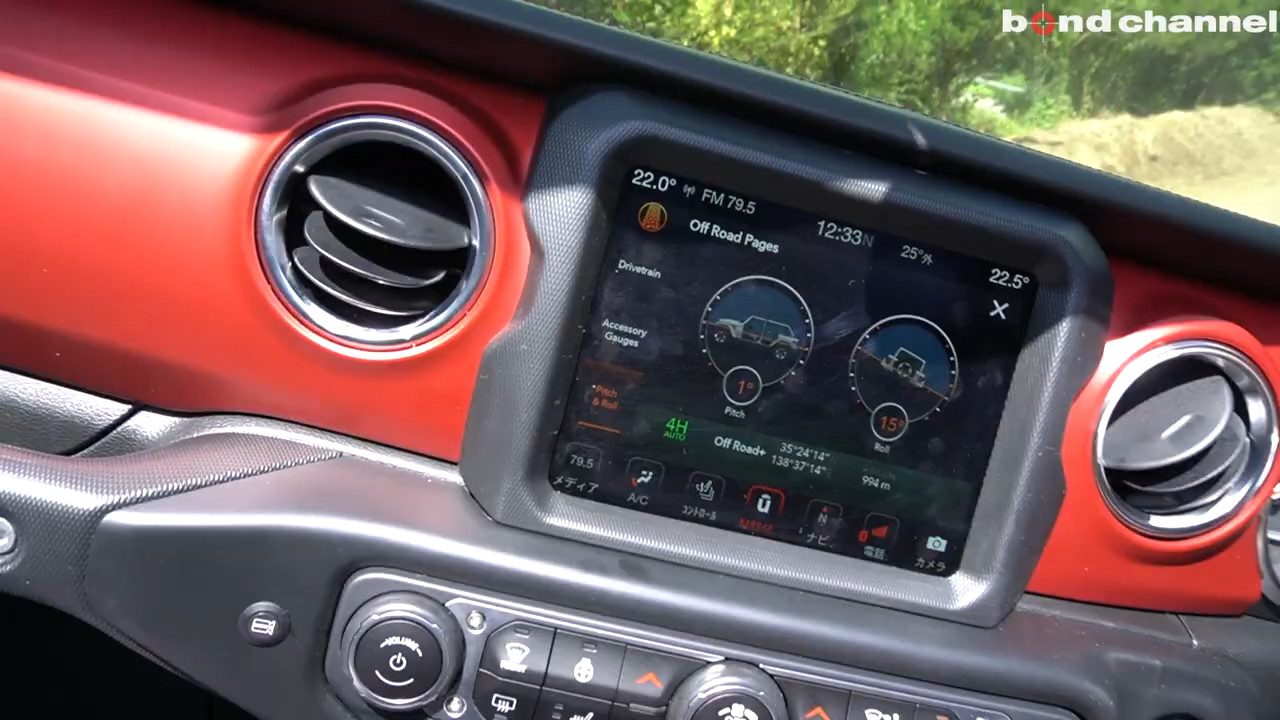 bond channel
22.0°
FM 79.5
12:33
25°外
22.5°
Off Road Pages
Drivetrain
Accessory
Gauges
Pitch
& Roll
1°
Pitch
15°
Roll
4H
AUTO
Off Road+
35°24'14"
138°37'14"
994 m
79.5
メディア
A/C
コントロール
N
ナビ
電話
カメラ
VOLUME
FRONT